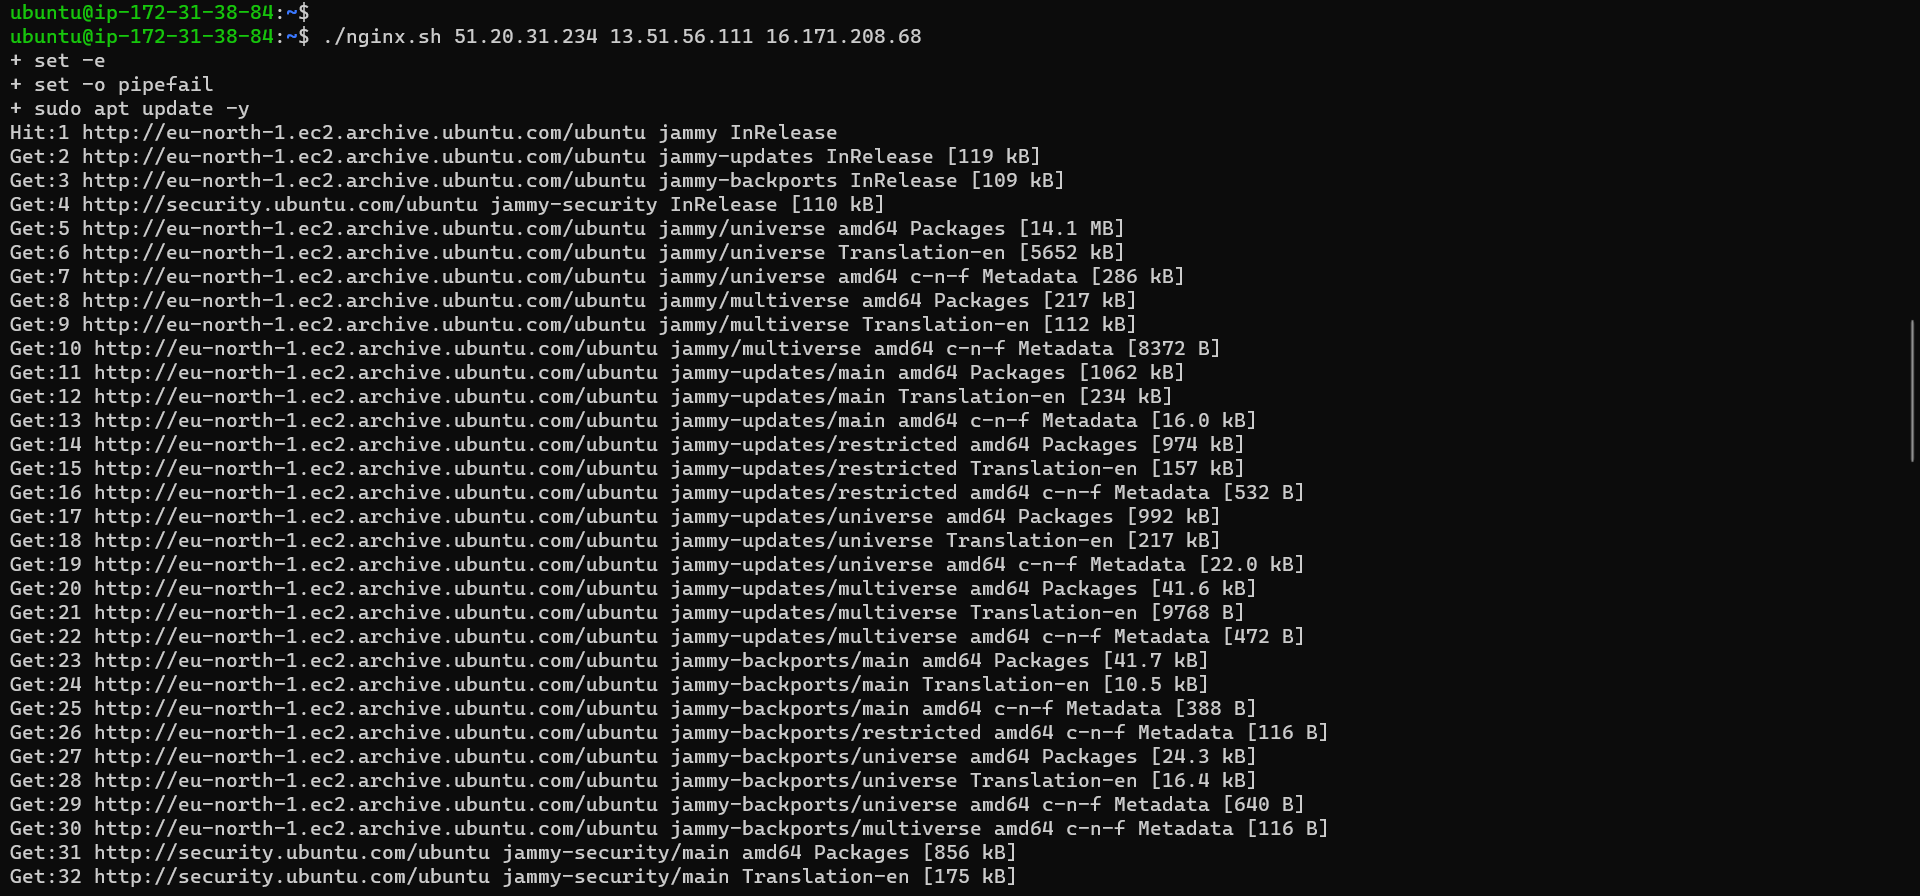 ubuntu@ip-172-31-38-84:~$
ubuntu@ip-172-31-38-84:~$ ./nginx.sh 51.20.31.234 13.51.56.111 16.171.208.68
+ set -e
+ set -o pipefail
+ sudo apt update -y
Hit:1 http://eu-north-1.ec2.archive.ubuntu.com/ubuntu jammy InRelease
Get:2 http://eu-north-1.ec2.archive.ubuntu.com/ubuntu jammy-updates InRelease [119 kB]
Get:3 http://eu-north-1.ec2.archive.ubuntu.com/ubuntu jammy-backports InRelease [109 kB]
Get:4 http://security.ubuntu.com/ubuntu jammy-security InRelease [110 kB]
Get:5 http://eu-north-1.ec2.archive.ubuntu.com/ubuntu jammy/universe amd64 Packages [14.1 MB]
Get:6 http://eu-north-1.ec2.archive.ubuntu.com/ubuntu jammy/universe Translation-en [5652 kB]
Get:7 http://eu-north-1.ec2.archive.ubuntu.com/ubuntu jammy/universe amd64 c-n-f Metadata [286 kB]
Get:8 http://eu-north-1.ec2.archive.ubuntu.com/ubuntu jammy/multiverse amd64 Packages [217 kB]
Get:9 http://eu-north-1.ec2.archive.ubuntu.com/ubuntu jammy/multiverse Translation-en [112 kB]
Get:10 http://eu-north-1.ec2.archive.ubuntu.com/ubuntu jammy/multiverse amd64 c-n-f Metadata [8372 B]
Get:11 http://eu-north-1.ec2.archive.ubuntu.com/ubuntu jammy-updates/main amd64 Packages [1062 kB]
Get:12 http://eu-north-1.ec2.archive.ubuntu.com/ubuntu jammy-updates/main Translation-en [234 kB]
Get:13 http://eu-north-1.ec2.archive.ubuntu.com/ubuntu jammy-updates/main amd64 c-n-f Metadata [16.0 kB]
Get:14 http://eu-north-1.ec2.archive.ubuntu.com/ubuntu jammy-updates/restricted amd64 Packages [974 kB]
Get:15 http://eu-north-1.ec2.archive.ubuntu.com/ubuntu jammy-updates/restricted Translation-en [157 kB]
Get:16 http://eu-north-1.ec2.archive.ubuntu.com/ubuntu jammy-updates/restricted amd64 c-n-f Metadata [532 B]
Get:17 http://eu-north-1.ec2.archive.ubuntu.com/ubuntu jammy-updates/universe amd64 Packages [992 kB]
Get:18 http://eu-north-1.ec2.archive.ubuntu.com/ubuntu jammy-updates/universe Translation-en [217 kB]
Get:19 http://eu-north-1.ec2.archive.ubuntu.com/ubuntu jammy-updates/universe amd64 c-n-f Metadata [22.0 kB]
Get:20 http://eu-north-1.ec2.archive.ubuntu.com/ubuntu jammy-updates/multiverse amd64 Packages [41.6 kB]
Get:21 http://eu-north-1.ec2.archive.ubuntu.com/ubuntu jammy-updates/multiverse Translation-en [9768 B]
Get:22 http://eu-north-1.ec2.archive.ubuntu.com/ubuntu jammy-updates/multiverse amd64 c-n-f Metadata [472 B]
Get:23 http://eu-north-1.ec2.archive.ubuntu.com/ubuntu jammy-backports/main amd64 Packages [41.7 kB]
Get:24 http://eu-north-1.ec2.archive.ubuntu.com/ubuntu jammy-backports/main Translation-en [10.5 kB]
Get:25 http://eu-north-1.ec2.archive.ubuntu.com/ubuntu jammy-backports/main amd64 c-n-f Metadata [388 B]
Get:26 http://eu-north-1.ec2.archive.ubuntu.com/ubuntu jammy-backports/restricted amd64 c-n-f Metadata [116 B]
Get:27 http://eu-north-1.ec2.archive.ubuntu.com/ubuntu jammy-backports/universe amd64 Packages [24.3 kB]
Get:28 http://eu-north-1.ec2.archive.ubuntu.com/ubuntu jammy-backports/universe Translation-en [16.4 kB]
Get:29 http://eu-north-1.ec2.archive.ubuntu.com/ubuntu jammy-backports/universe amd64 c-n-f Metadata [640 B]
Get:30 http://eu-north-1.ec2.archive.ubuntu.com/ubuntu jammy-backports/multiverse amd64 c-n-f Metadata [116 B]
Get:31 http://security.ubuntu.com/ubuntu jammy-security/main amd64 Packages [856 kB]
Get:32 http://security.ubuntu.com/ubuntu jammy-security/main Translation-en [175 kB]